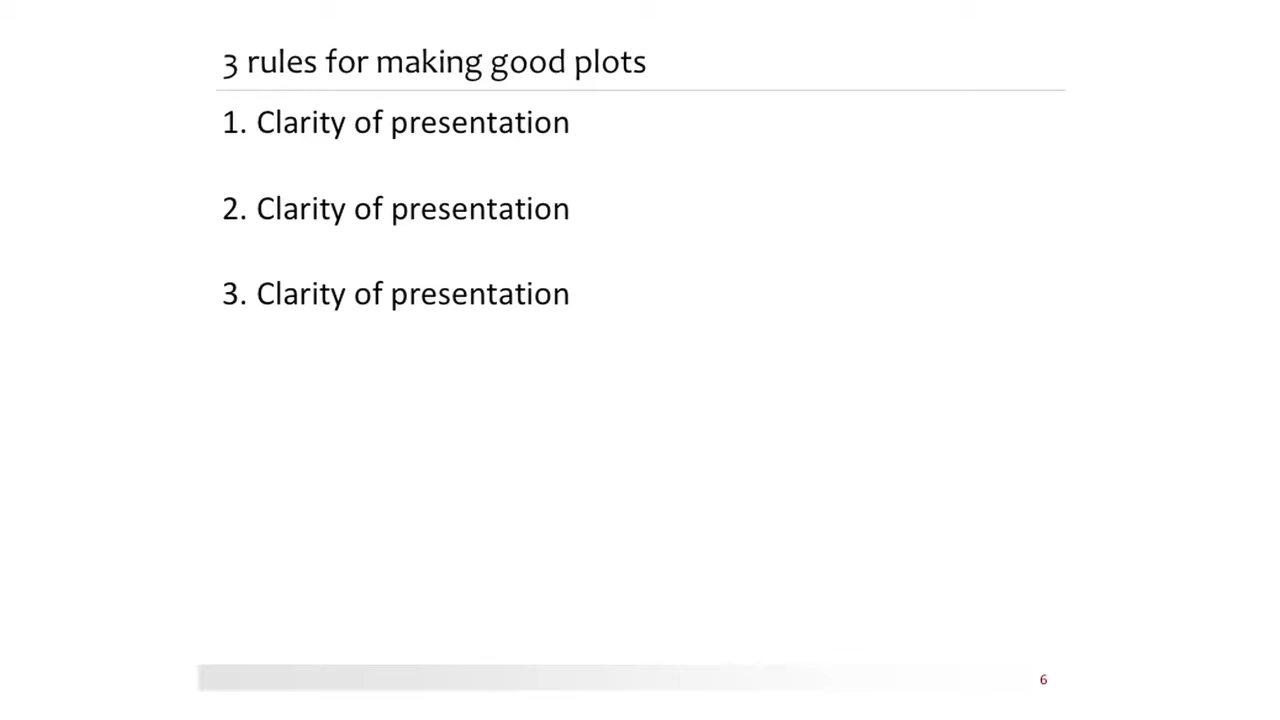 3 rules for making good plots
1. Clarity of presentation
2. Clarity of presentation
3. Clarity of presentation
6